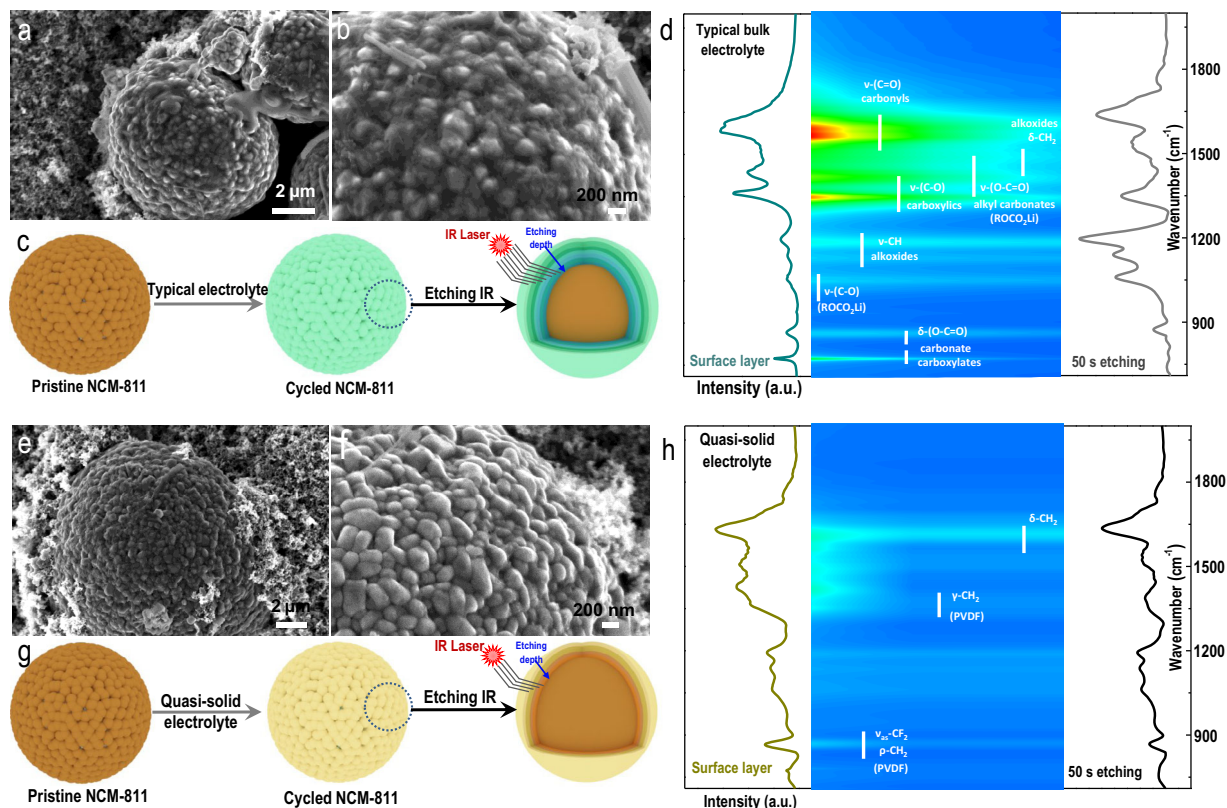 a
2 µm
b
200 nm
c
IR Laser
Etching
depth
Typical electrolyte
Etching IR
Pristine NCM-811
Cycled NCM-811
d
Typical bulk
electrolyte
ν-(C=O)
carbonyls
alkoxides
δ-CH₂
ν-(C-O)
carboxylics
ν-(O-C=O)
alkyl carbonates
(ROCO₂Li)
ν-CH
alkoxides
ν-(C-O)
(ROCO₂Li)
δ-(O-C=O)
carbonate
carboxylates
Surface layer
50 s etching
Intensity (a.u.)
1800
1500
1200
900
Wavenumber (cm⁻¹)
e
2 µm
f
200 nm
g
IR Laser
Etching
depth
Quasi-solid
electrolyte
Etching IR
Pristine NCM-811
Cycled NCM-811
h
Quasi-solid
electrolyte
δ-CH₂
γ-CH₂
(PVDF)
νas-CF₂
ρ-CH₂
(PVDF)
Surface layer
50 s etching
Intensity (a.u.)
1800
1500
1200
900
Wavenumber (cm⁻¹)